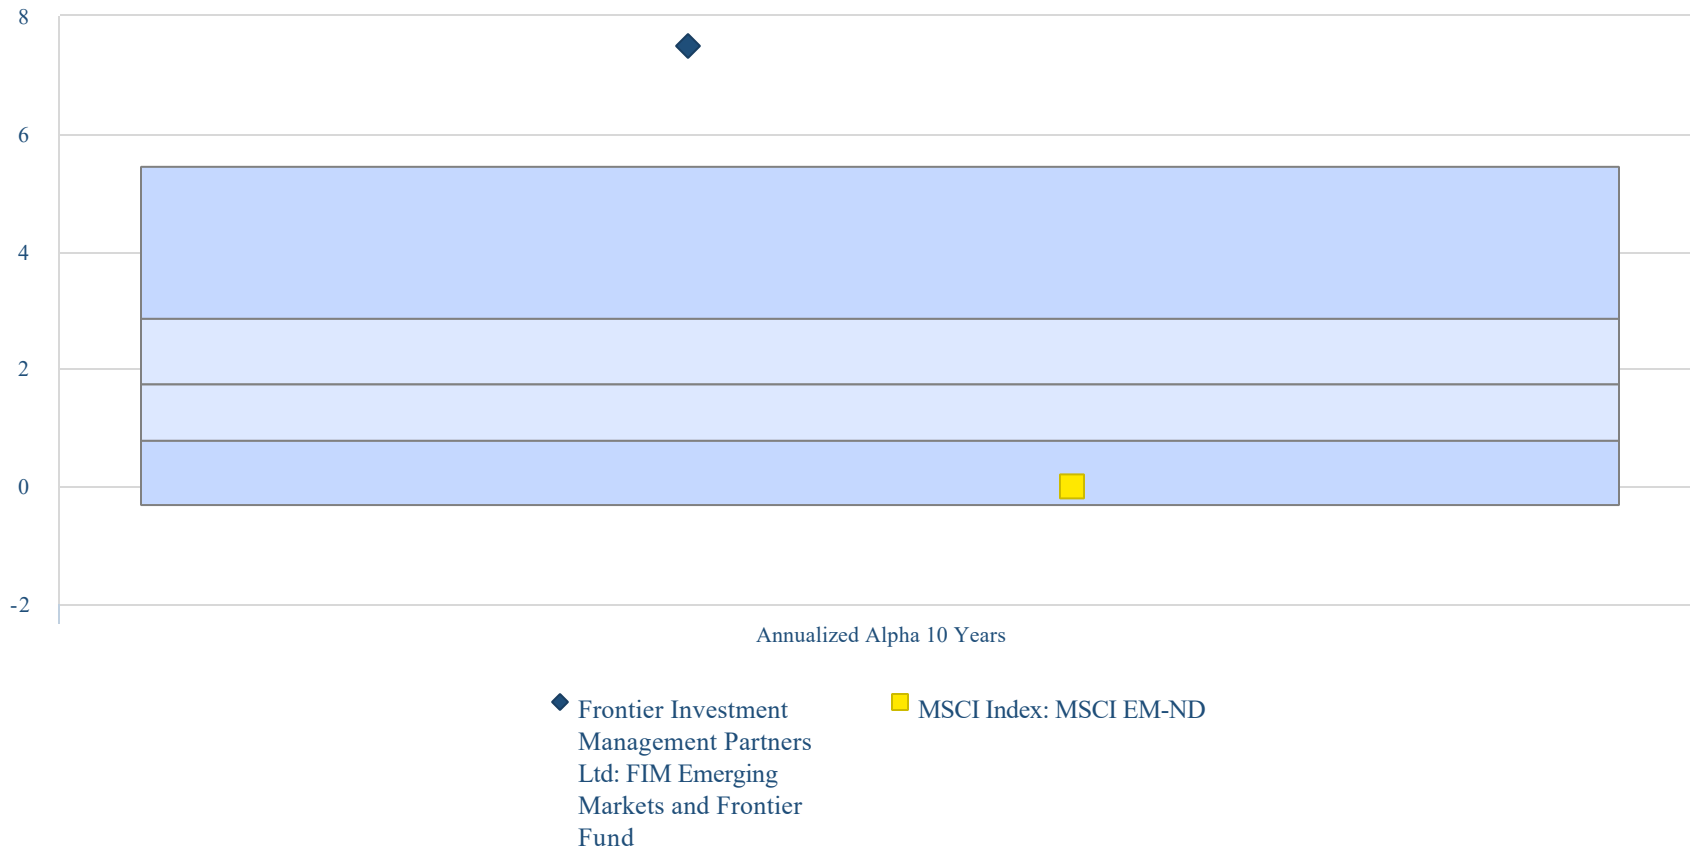 8
6
4
2
0
-2
Annualized Alpha 10 Years
Frontier Investment
Management Partners
Ltd: FIM Emerging
Markets and Frontier
Fund
MSCI Index: MSCI EM-ND